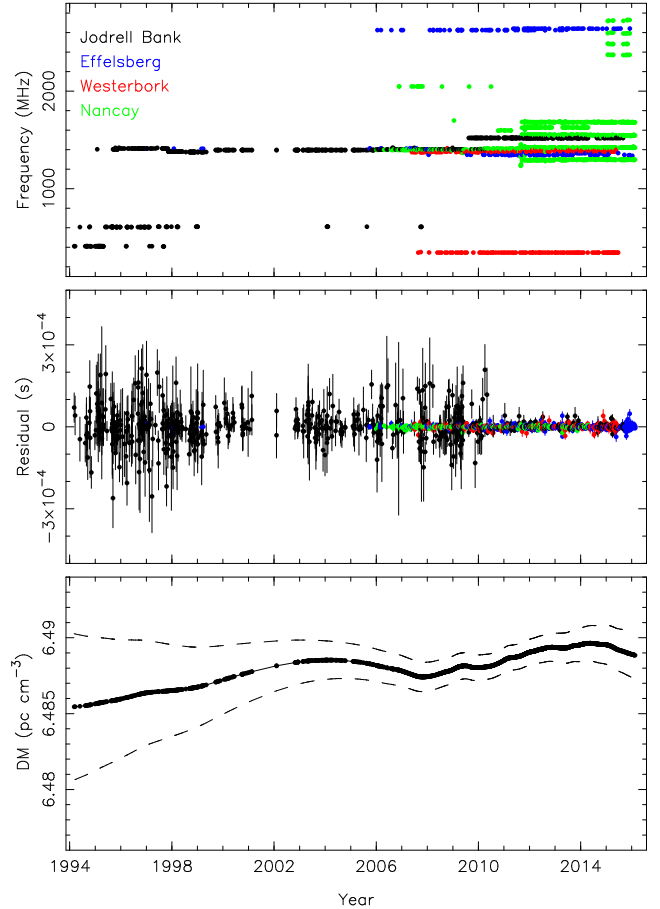 Jodrell Bank
Effelsberg
Westerbork
Nancay
Frequency (MHz)
2000
1000
Residual (s)
3×10⁻⁴
0
−3×10⁻⁴
DM (pc cm⁻³)
6.49
6.485
6.48
1994 1998 2002 2006 2010 2014
Year